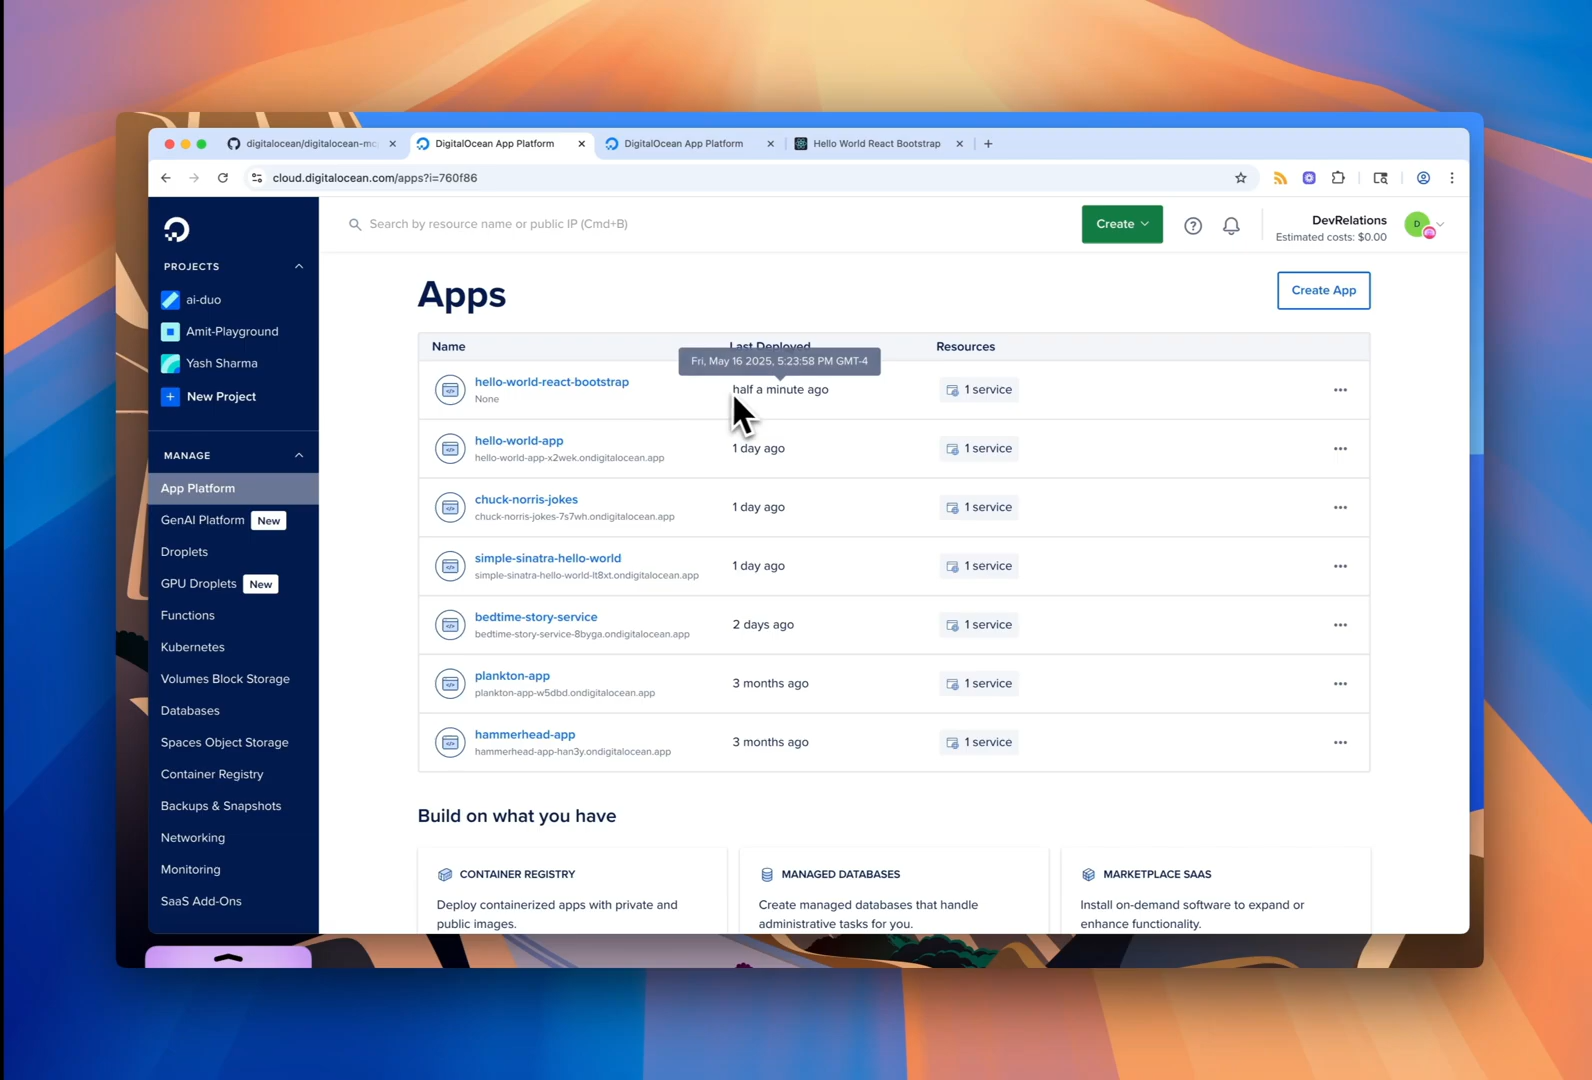 digitalocean/digitalocean-mc
DigitalOcean App Platform
DigitalOcean App Platform
Hello World React Bootstrap
cloud.digitalocean.com/apps?i=760f86
Search by resource name or public IP (Cmd+B)
Create
DevRelations
Estimated costs: $0.00
D
PROJECTS
ai-duo
Amit-Playground
Yash Sharma
New Project
MANAGE
App Platform
GenAI Platform New
Droplets
GPU Droplets New
Functions
Kubernetes
Volumes Block Storage
Databases
Spaces Object Storage
Container Registry
Backups & Snapshots
Networking
Monitoring
SaaS Add-Ons
Apps
Create App
Name Last Deployed Resources
Fri, May 16 2025, 5:23:58 PM GMT-4
hello-world-react-bootstrap half a minute ago 1 service
None
hello-world-app 1 day ago 1 service
hello-world-app-x2wek.ondigitalocean.app
chuck-norris-jokes 1 day ago 1 service
chuck-norris-jokes-7s7wh.ondigitalocean.app
simple-sinatra-hello-world 1 day ago 1 service
simple-sinatra-hello-world-lt8xt.ondigitalocean.app
bedtime-story-service 2 days ago 1 service
bedtime-story-service-8byga.ondigitalocean.app
plankton-app 3 months ago 1 service
plankton-app-w5dbd.ondigitalocean.app
hammerhead-app 3 months ago 1 service
hammerhead-app-han3y.ondigitalocean.app
Build on what you have
CONTAINER REGISTRY
Deploy containerized apps with private and
public images.
MANAGED DATABASES
Create managed databases that handle
administrative tasks for you.
MARKETPLACE SAAS
Install on-demand software to expand or
enhance functionality.